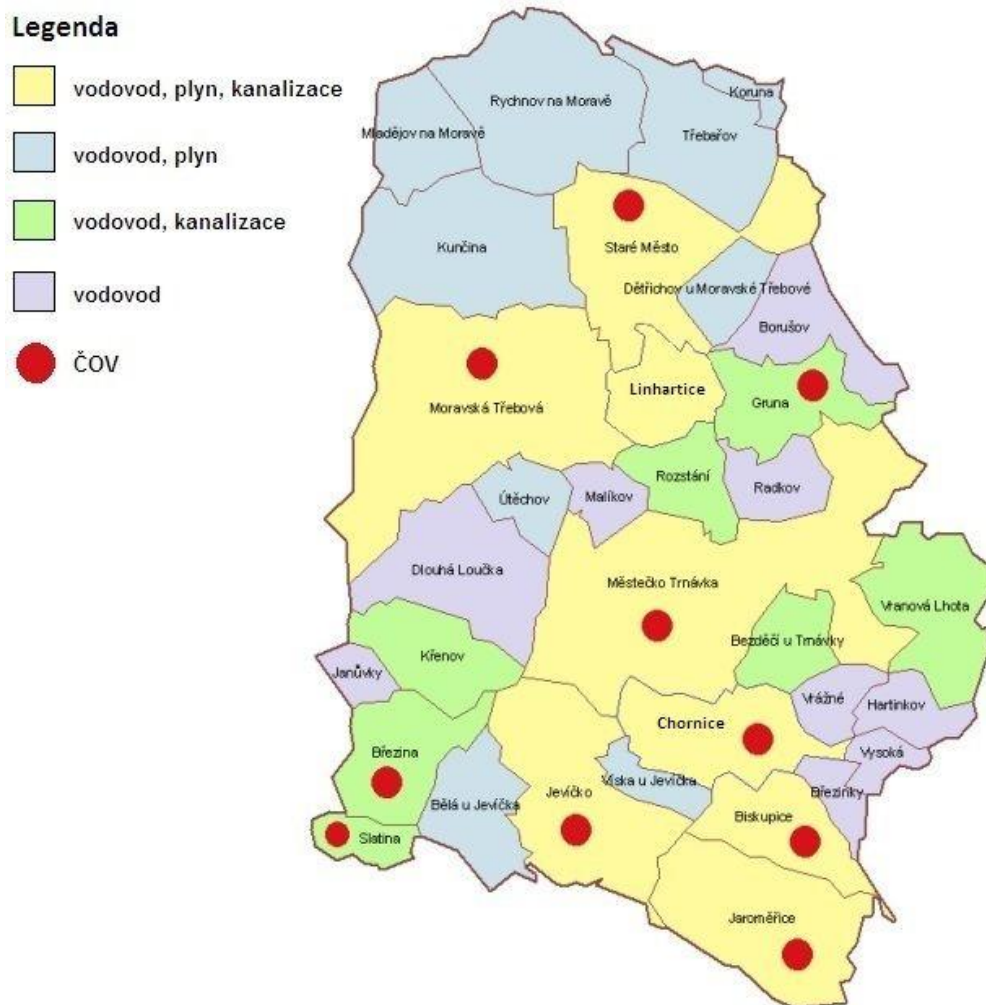 Legenda
vodovod, plyn, kanalizace
vodovod, plyn
vodovod, kanalizace
vodovod
ČOV
Koruna
Rychnov na Moravě
Mladějov na Moravě
Třebařov
Kunčina
Staré Město
Dětřichov u Moravské Třebové
Borušov
Linhartice
Gruna
Moravská Třebová
Rozstání
Radkov
Malíkov
Útěchov
Dlouhá Loučka
Městečko Trnávka
Vranová Lhota
Bezděčí u Trnávky
Křenov
Janůvky
Vrážné
Hartinkov
Chornice
Vysoká
Březina
Víska u Jevíčka
Březinky
Jevíčko
Bělá u Jevíčka
Biskupice
Slatina
Jaroměřice